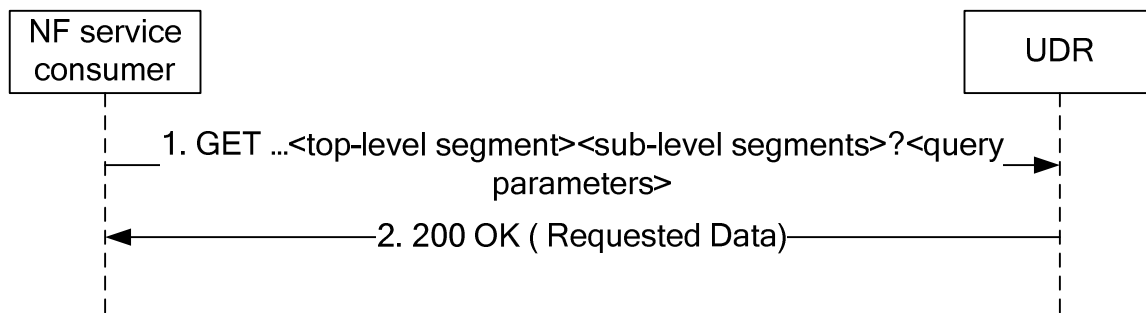 NF service
consumer
UDR
1. GET ...<top-level segment><sub-level segments>?<query
parameters>
2. 200 OK ( Requested Data)